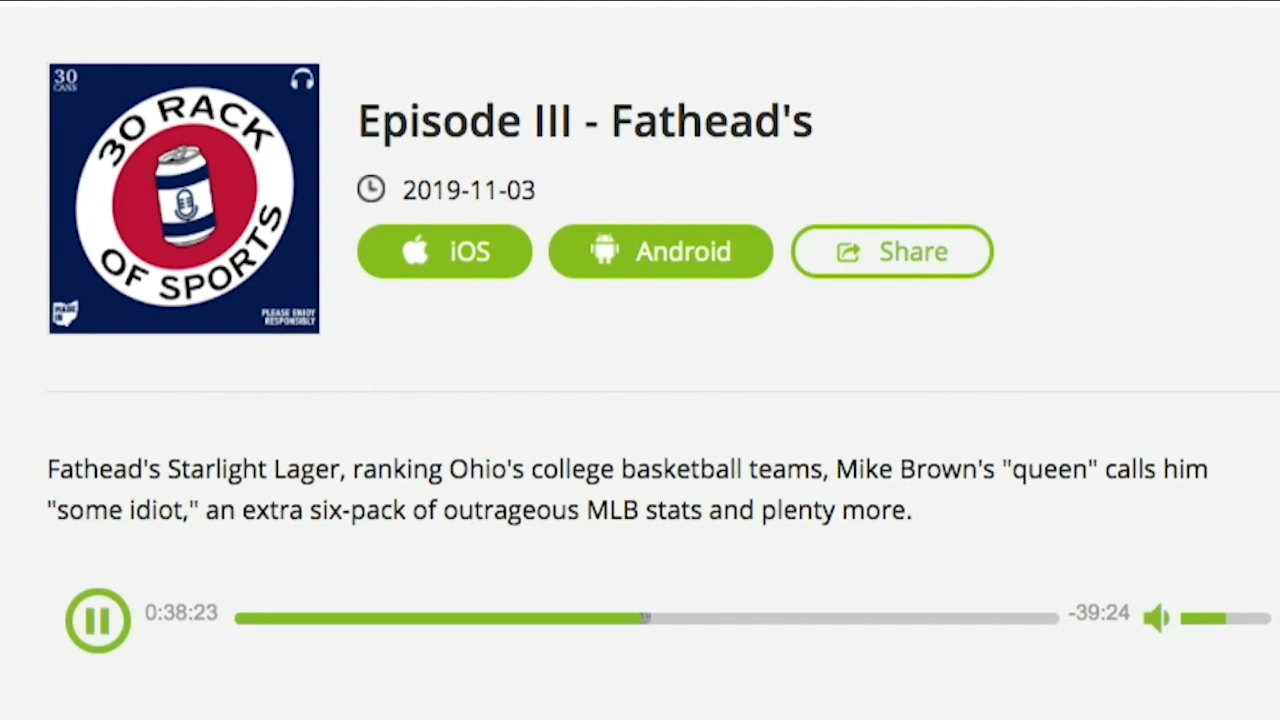 30
CANS
30 RACK
OF SPORTS
MADE
IN
PLEASE ENJOY
RESPONSIBLY
Episode III - Fathead's
2019-11-03
iOS
Android
Share
Fathead's Starlight Lager, ranking Ohio's college basketball teams, Mike Brown's "queen" calls him
"some idiot," an extra six-pack of outrageous MLB stats and plenty more.
0:38:23
-39:24